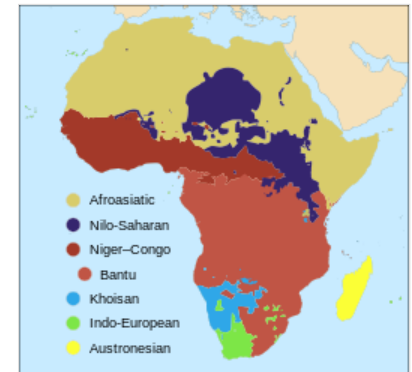 Afroasiatic
Nilo-Saharan
Niger–Congo
Bantu
Khoisan
Indo-European
Austronesian